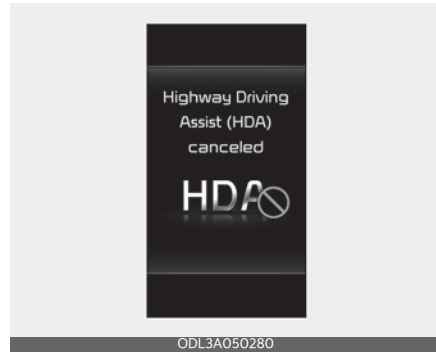 Highway Driving
Assist (HDA)
canceled
HDA
ODL3A050280